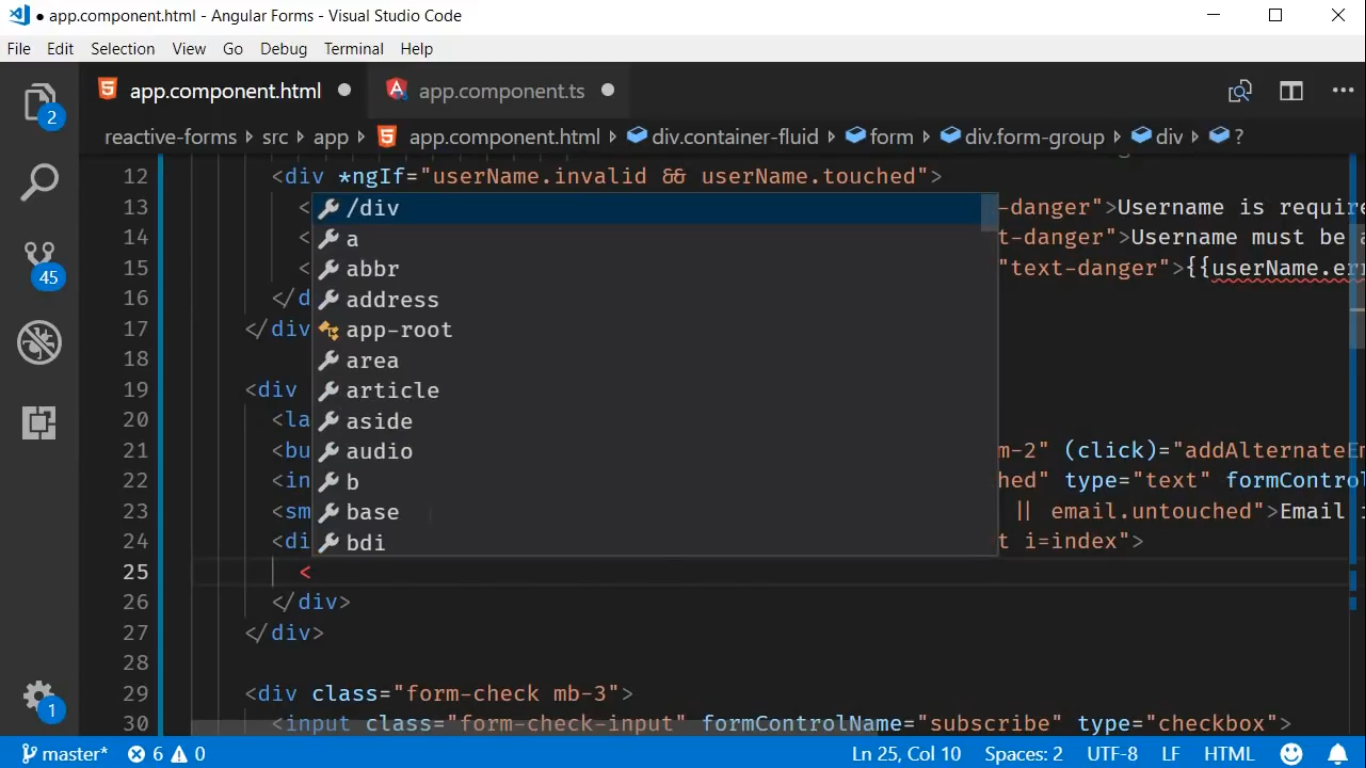 app.component.html - Angular Forms - Visual Studio Code
File Edit Selection View Go Debug Terminal Help
app.component.html app.component.ts
2
reactive-forms src app app.component.html div.container-fluid form div.form-group div ?
12 <div *ngIf="userName.invalid && userName.touched">
13 < -danger">Username is require
14 < t-danger">Username must be a
15 < "text-danger">{{userName.err
16 </d
17 </div
18
19 <div
20 <la
21 <bu m-2" (click)="addAlternateEm
22 <in hed" type="text" formControl
23 <sm || email.untouched">Email i
24 <di t i=index">
25 <
26 </div>
27 </div>
28
29 <div class="form-check mb-3">
30 <input class="form-check-input" formControlName="subscribe" type="checkbox">
/div
a
abbr
address
app-root
area
article
aside
audio
b
base
bdi
45
1
master* 6 0 Ln 25, Col 10 Spaces: 2 UTF-8 LF HTML